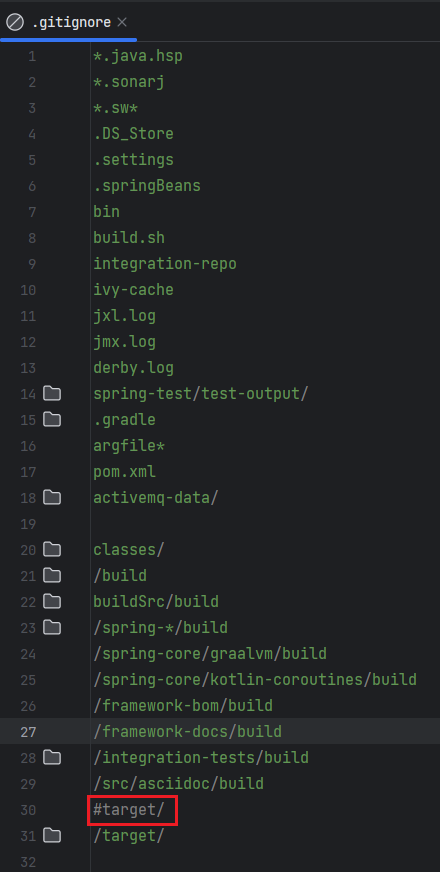 .gitignore
1 *.java.hsp
2 *.sonarj
3 *.sw*
4 .DS_Store
5 .settings
6 .springBeans
7 bin
8 build.sh
9 integration-repo
10 ivy-cache
11 jxl.log
12 jmx.log
13 derby.log
14 spring-test/test-output/
15 .gradle
16 argfile*
17 pom.xml
18 activemq-data/
19
20 classes/
21 /build
22 buildSrc/build
23 /spring-*/build
24 /spring-core/graalvm/build
25 /spring-core/kotlin-coroutines/build
26 /framework-bom/build
27 /framework-docs/build
28 /integration-tests/build
29 /src/asciidoc/build
30 #target/
31 /target/
32